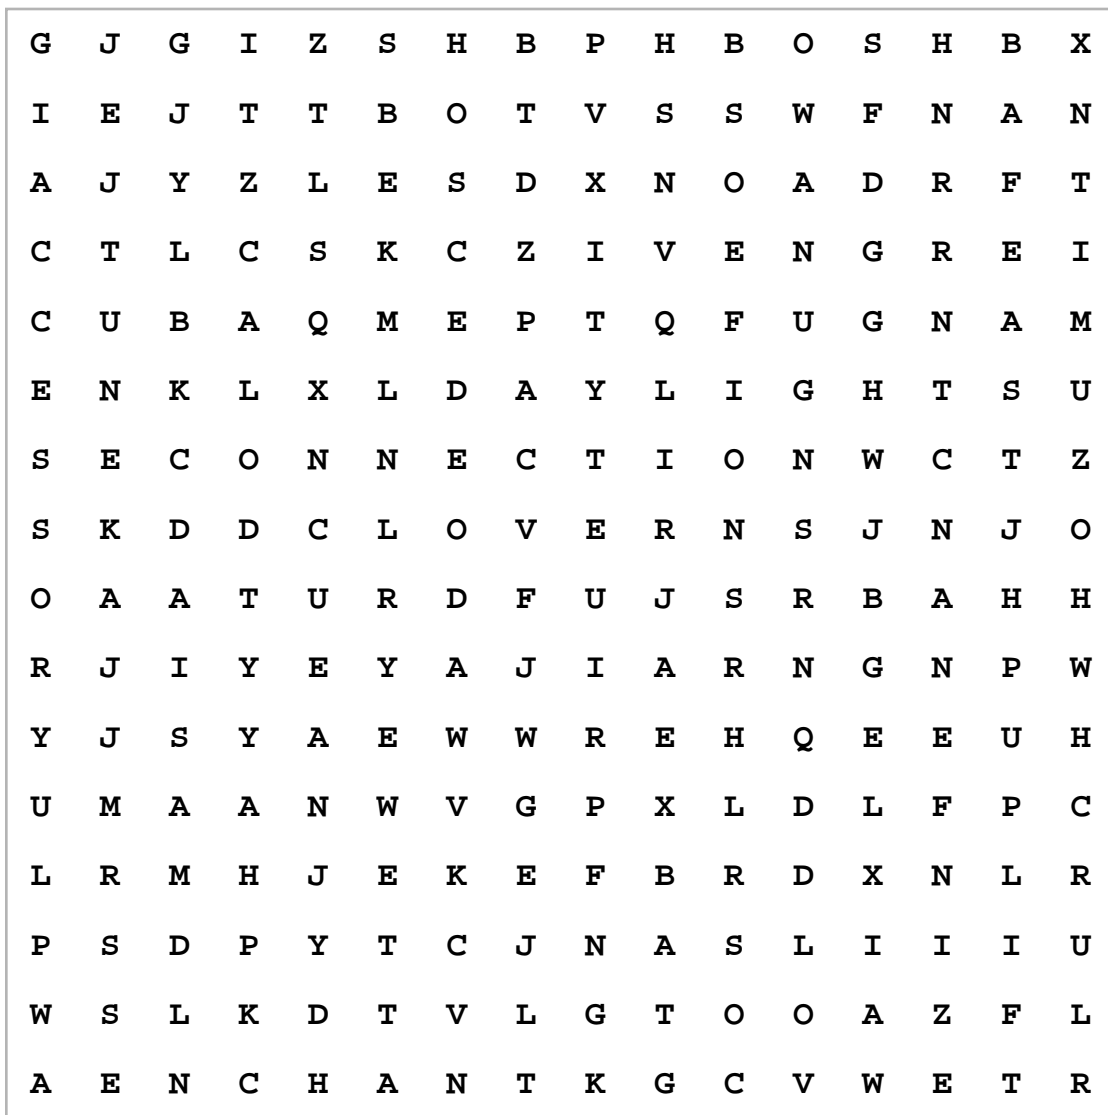 G J G I Z S H B P H B O S H B X
I E J T T B O T V S S W F N A N
A J Y Z L E S D X N O A D R F T
C T L C S K C Z I V E N G R E I
C U B A Q M E P T Q F U G N A M
E N K L X L D A Y L I G H T S U
S E C O N N E C T I O N W C T Z
S K D D C L O V E R N S J N J O
O A A T U R D F U J S R B A H H
R J I Y E Y A J I A R N G N P W
Y J S Y A E W W R E H Q E E U H
U M A A N W V G P X L D L F P C
L R M H J E K E F B R D X N L R
P S D P Y T C J N A S L I I I U
W S L K D T V L G T O O A Z F L
A E N C H A N T K G C V W E T R